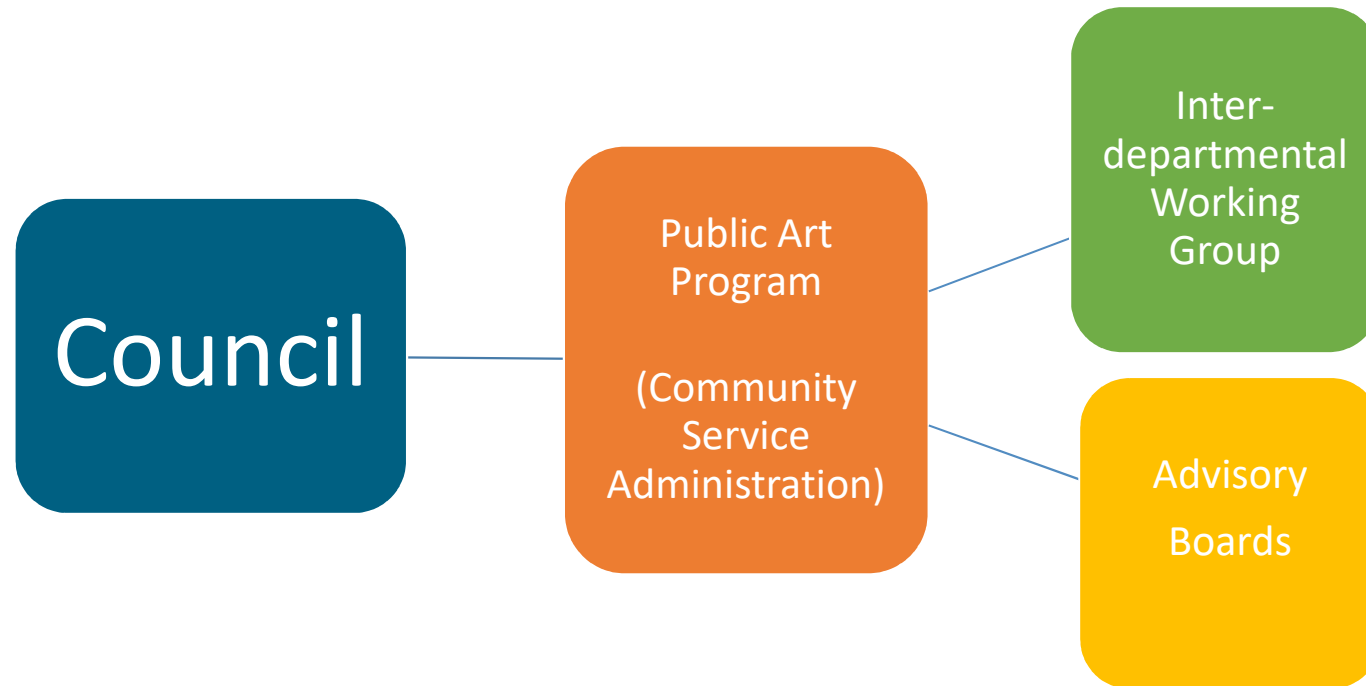 Council
Public Art
Program
(Community
Service
Administration)
Inter-
departmental
Working
Group
Advisory
Boards